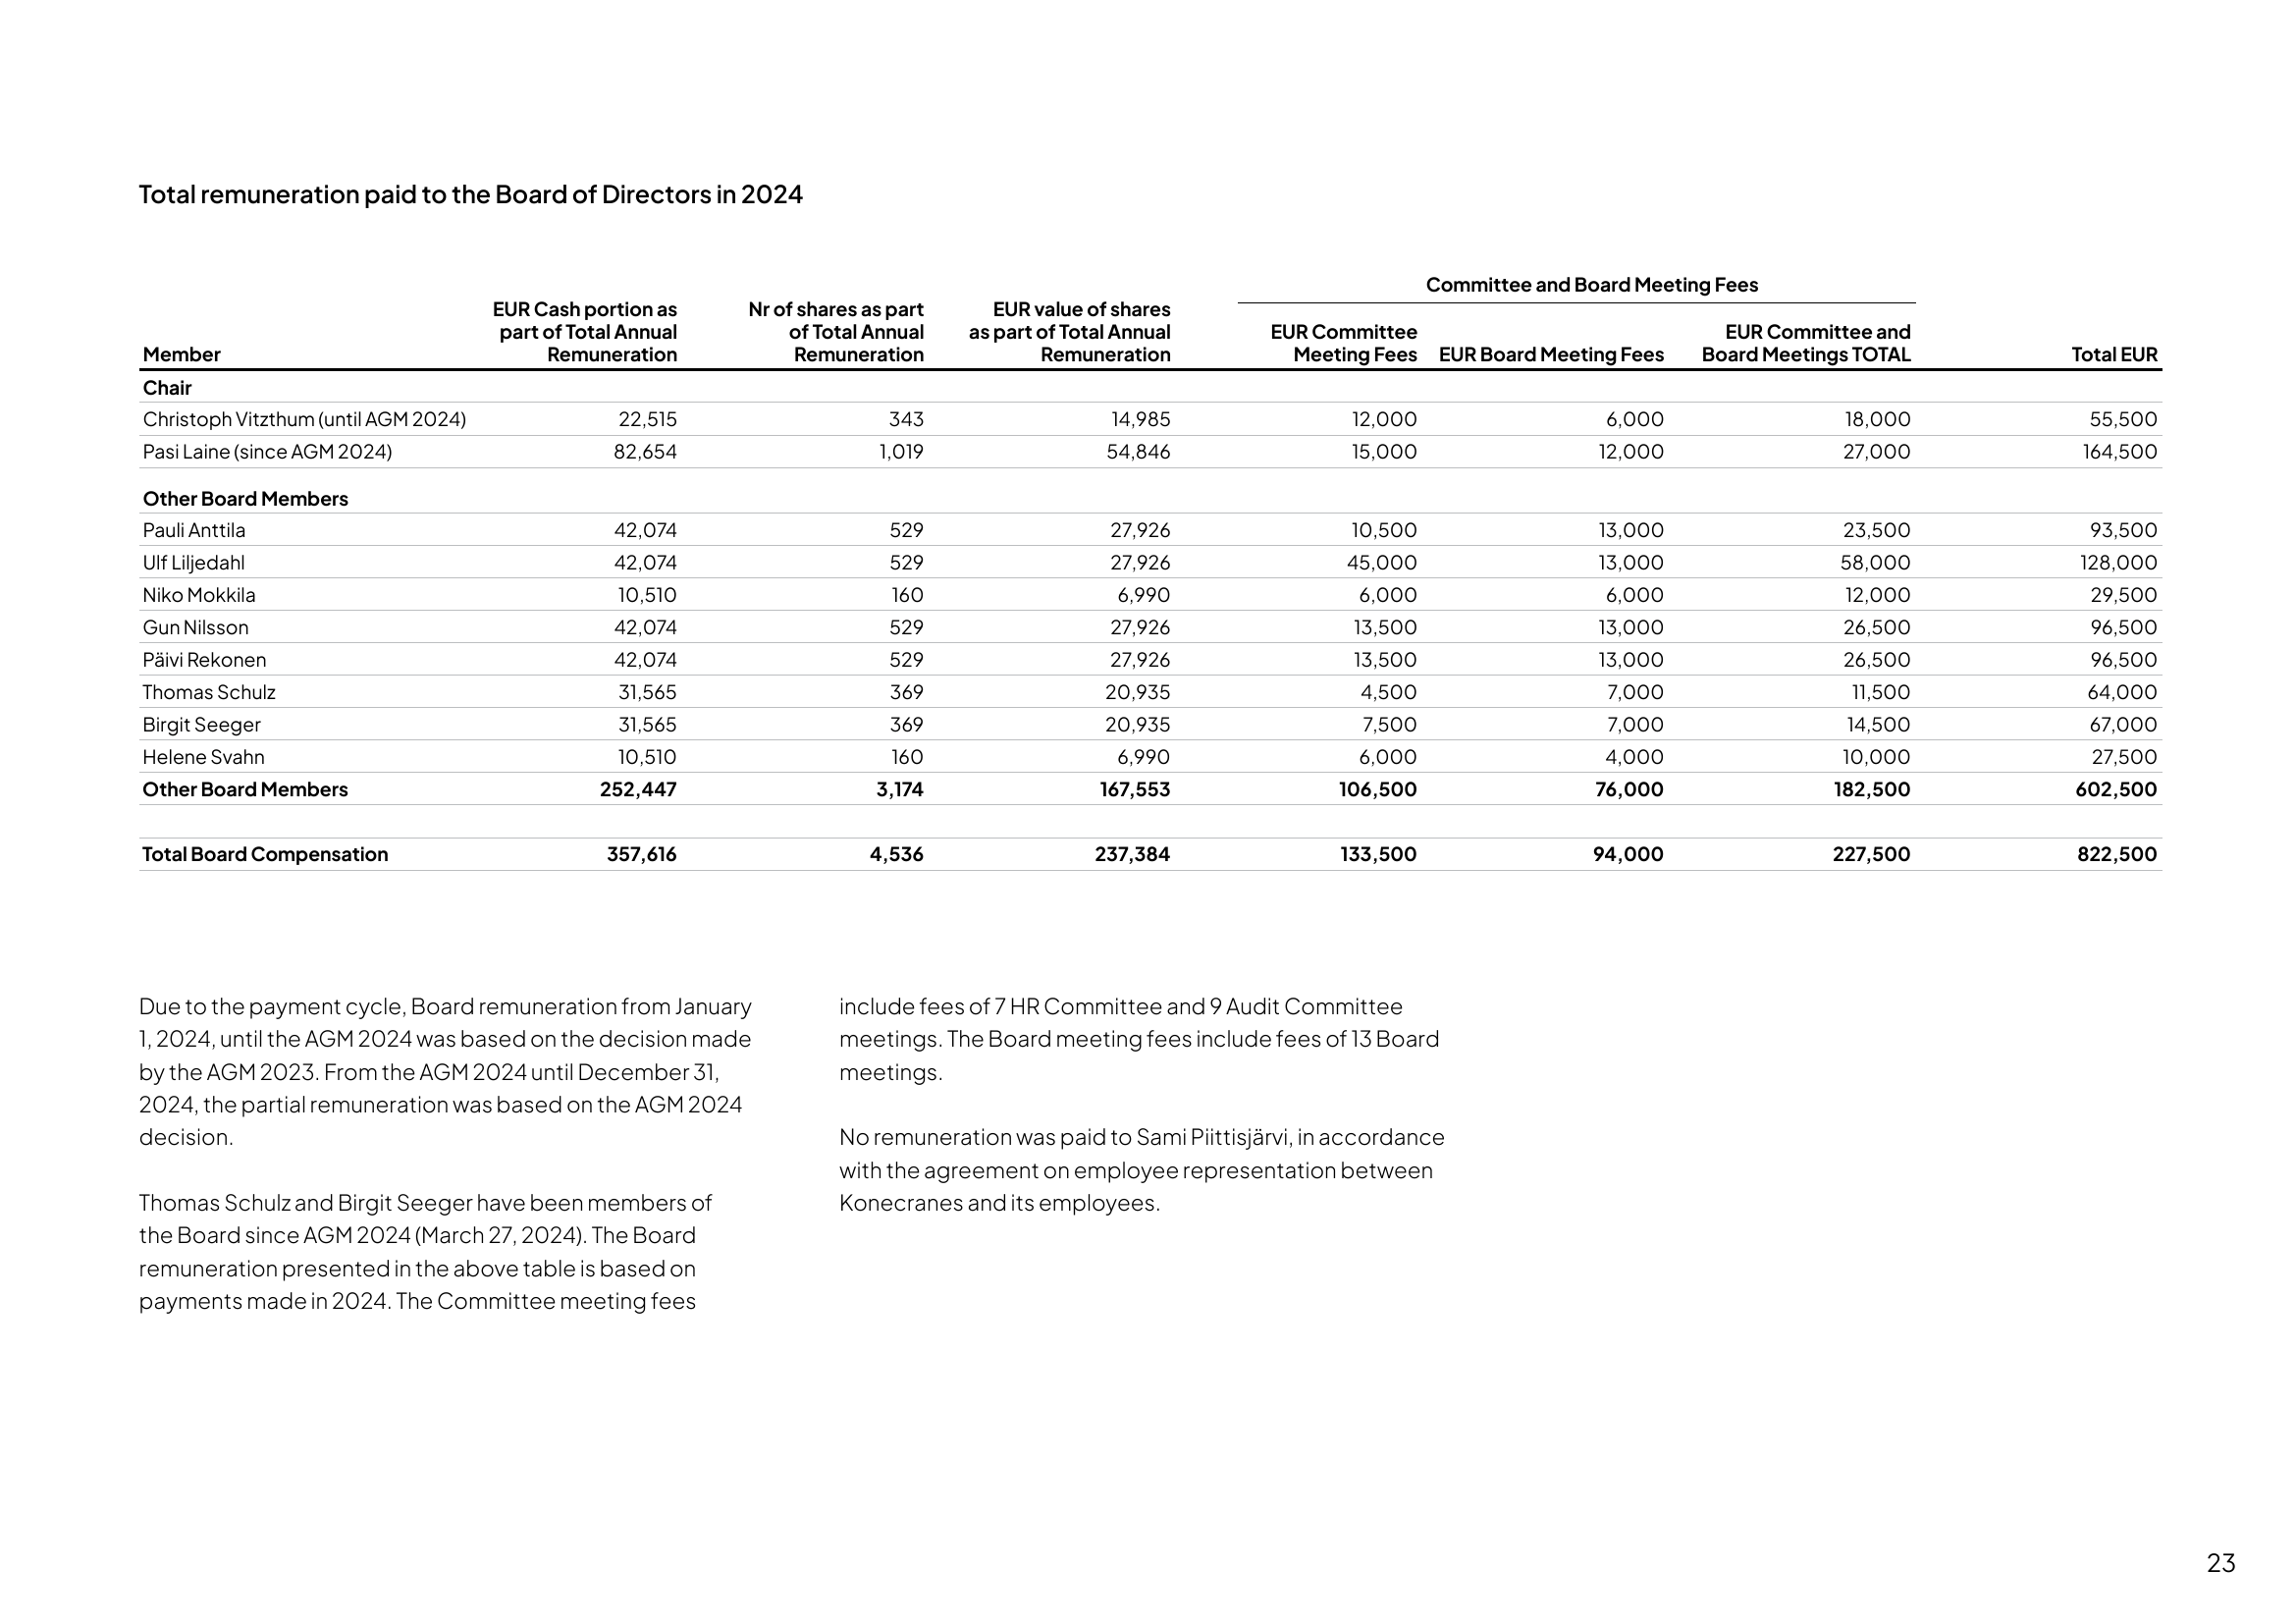 Total remuneration paid to the Board of Directors in 2024
Committee and Board Meeting Fees
Member EUR Cash portion as part of Total Annual Remuneration Nr of shares as part of Total Annual Remuneration EUR value of shares as part of Total Annual Remuneration EUR Committee Meeting Fees EUR Board Meeting Fees EUR Committee and Board Meetings TOTAL Total EUR
Chair
Christoph Vitzthum (until AGM 2024) 22,515 343 14,985 12,000 6,000 18,000 55,500
Pasi Laine (since AGM 2024) 82,654 1,019 54,846 15,000 12,000 27,000 164,500
Other Board Members
Pauli Anttila 42,074 529 27,926 10,500 13,000 23,500 93,500
Ulf Liljedahl 42,074 529 27,926 45,000 13,000 58,000 128,000
Niko Mokkila 10,510 160 6,990 6,000 6,000 12,000 29,500
Gun Nilsson 42,074 529 27,926 13,500 13,000 26,500 96,500
Päivi Rekonen 42,074 529 27,926 13,500 13,000 26,500 96,500
Thomas Schulz 31,565 369 20,935 4,500 7,000 11,500 64,000
Birgit Seeger 31,565 369 20,935 7,500 7,000 14,500 67,000
Helene Svahn 10,510 160 6,990 6,000 4,000 10,000 27,500
Other Board Members 252,447 3,174 167,553 106,500 76,000 182,500 602,500
Total Board Compensation 357,616 4,536 237,384 133,500 94,000 227,500 822,500
Due to the payment cycle, Board remuneration from January
1, 2024, until the AGM 2024 was based on the decision made
by the AGM 2023. From the AGM 2024 until December 31,
2024, the partial remuneration was based on the AGM 2024
decision.
Thomas Schulz and Birgit Seeger have been members of
the Board since AGM 2024 (March 27, 2024). The Board
remuneration presented in the above table is based on
payments made in 2024. The Committee meeting fees
include fees of 7 HR Committee and 9 Audit Committee
meetings. The Board meeting fees include fees of 13 Board
meetings.
No remuneration was paid to Sami Piittisjärvi, in accordance
with the agreement on employee representation between
Konecranes and its employees.
23